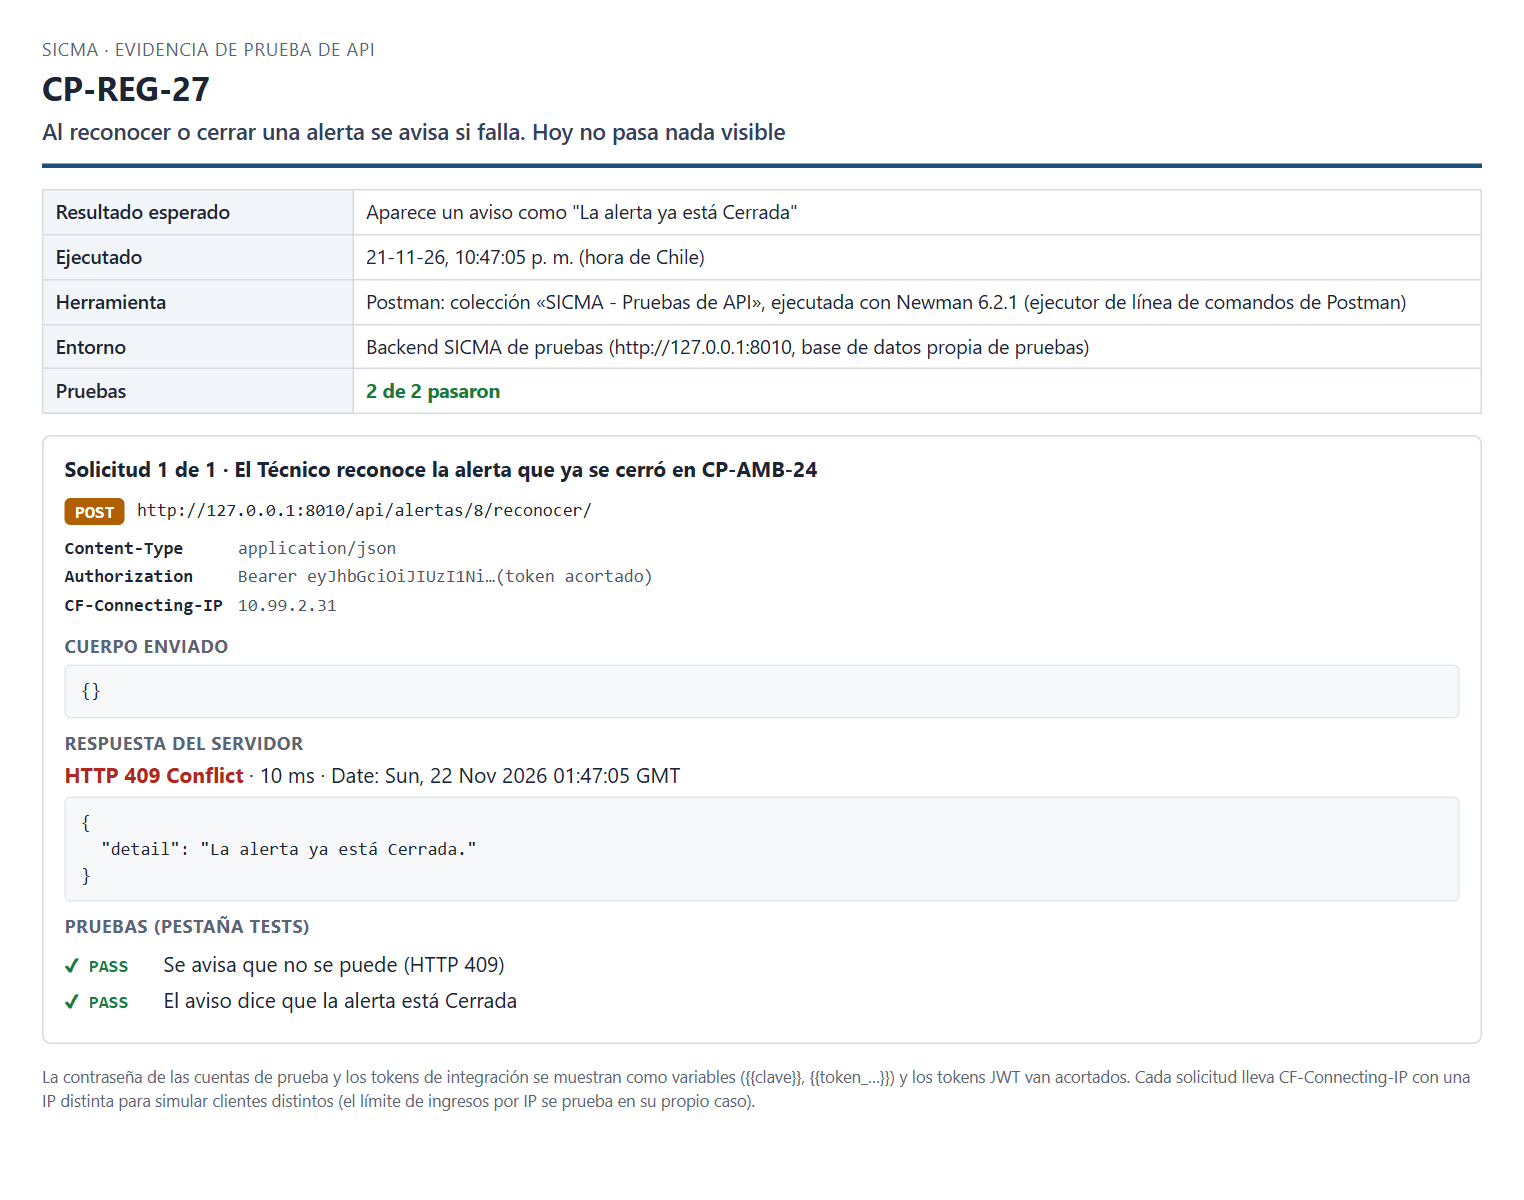 SICMA · EVIDENCIA DE PRUEBA DE API
CP-REG-27
Al reconocer o cerrar una alerta se avisa si falla. Hoy no pasa nada visible
Resultado esperado Aparece un aviso como "La alerta ya está Cerrada"
Ejecutado 21-11-26, 10:47:05 p. m. (hora de Chile)
Herramienta Postman: colección «SICMA - Pruebas de API», ejecutada con Newman 6.2.1 (ejecutor de línea de comandos de Postman)
Entorno Backend SICMA de pruebas (http://127.0.0.1:8010, base de datos propia de pruebas)
Pruebas 2 de 2 pasaron
Solicitud 1 de 1 · El Técnico reconoce la alerta que ya se cerró en CP-AMB-24
POST http://127.0.0.1:8010/api/alertas/8/reconocer/
Content-Type application/json
Authorization Bearer eyJhbGciOiJIUzI1Ni…(token acortado)
CF-Connecting-IP 10.99.2.31
CUERPO ENVIADO
{}
RESPUESTA DEL SERVIDOR
HTTP 409 Conflict · 10 ms · Date: Sun, 22 Nov 2026 01:47:05 GMT
{
"detail": "La alerta ya está Cerrada."
}
PRUEBAS (PESTAÑA TESTS)
✔ PASS Se avisa que no se puede (HTTP 409)
✔ PASS El aviso dice que la alerta está Cerrada
La contraseña de las cuentas de prueba y los tokens de integración se muestran como variables ({{clave}}, {{token_...}}) y los tokens JWT van acortados. Cada solicitud lleva CF-Connecting-IP con una
IP distinta para simular clientes distintos (el límite de ingresos por IP se prueba en su propio caso).